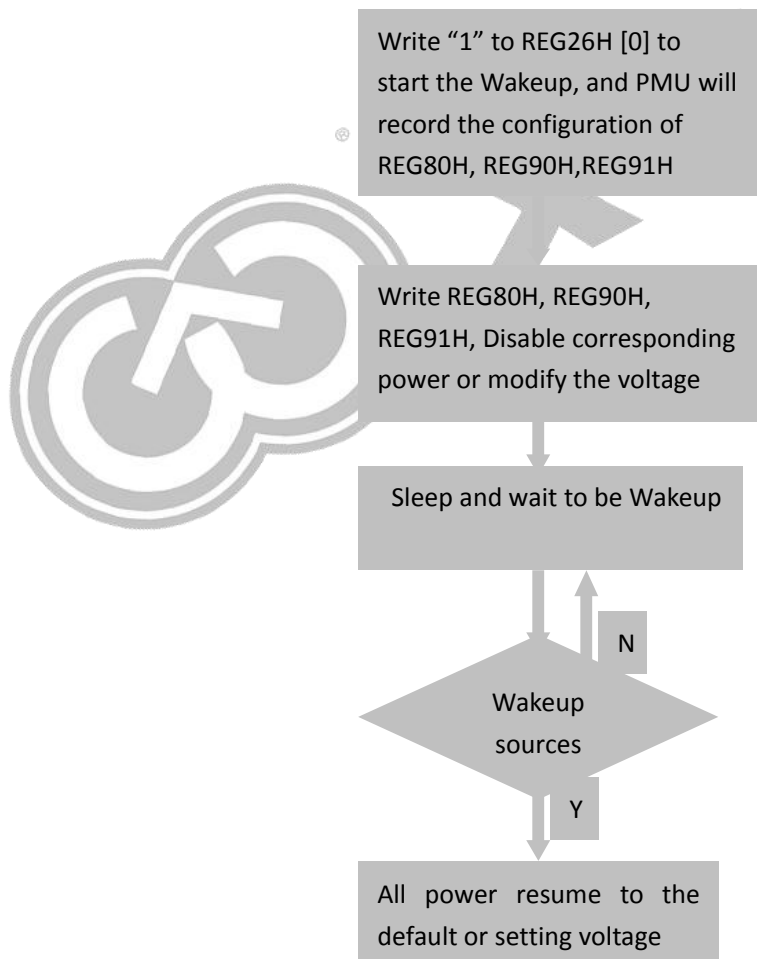 Write “1” to REG26H [0] to
start the Wakeup, and PMU will
record the configuration of
REG80H, REG90H,REG91H
®
Write REG80H, REG90H,
REG91H, Disable corresponding
power or modify the voltage
Sleep and wait to be Wakeup
N
Wakeup
sources
Y
All power resume to the
default or setting voltage